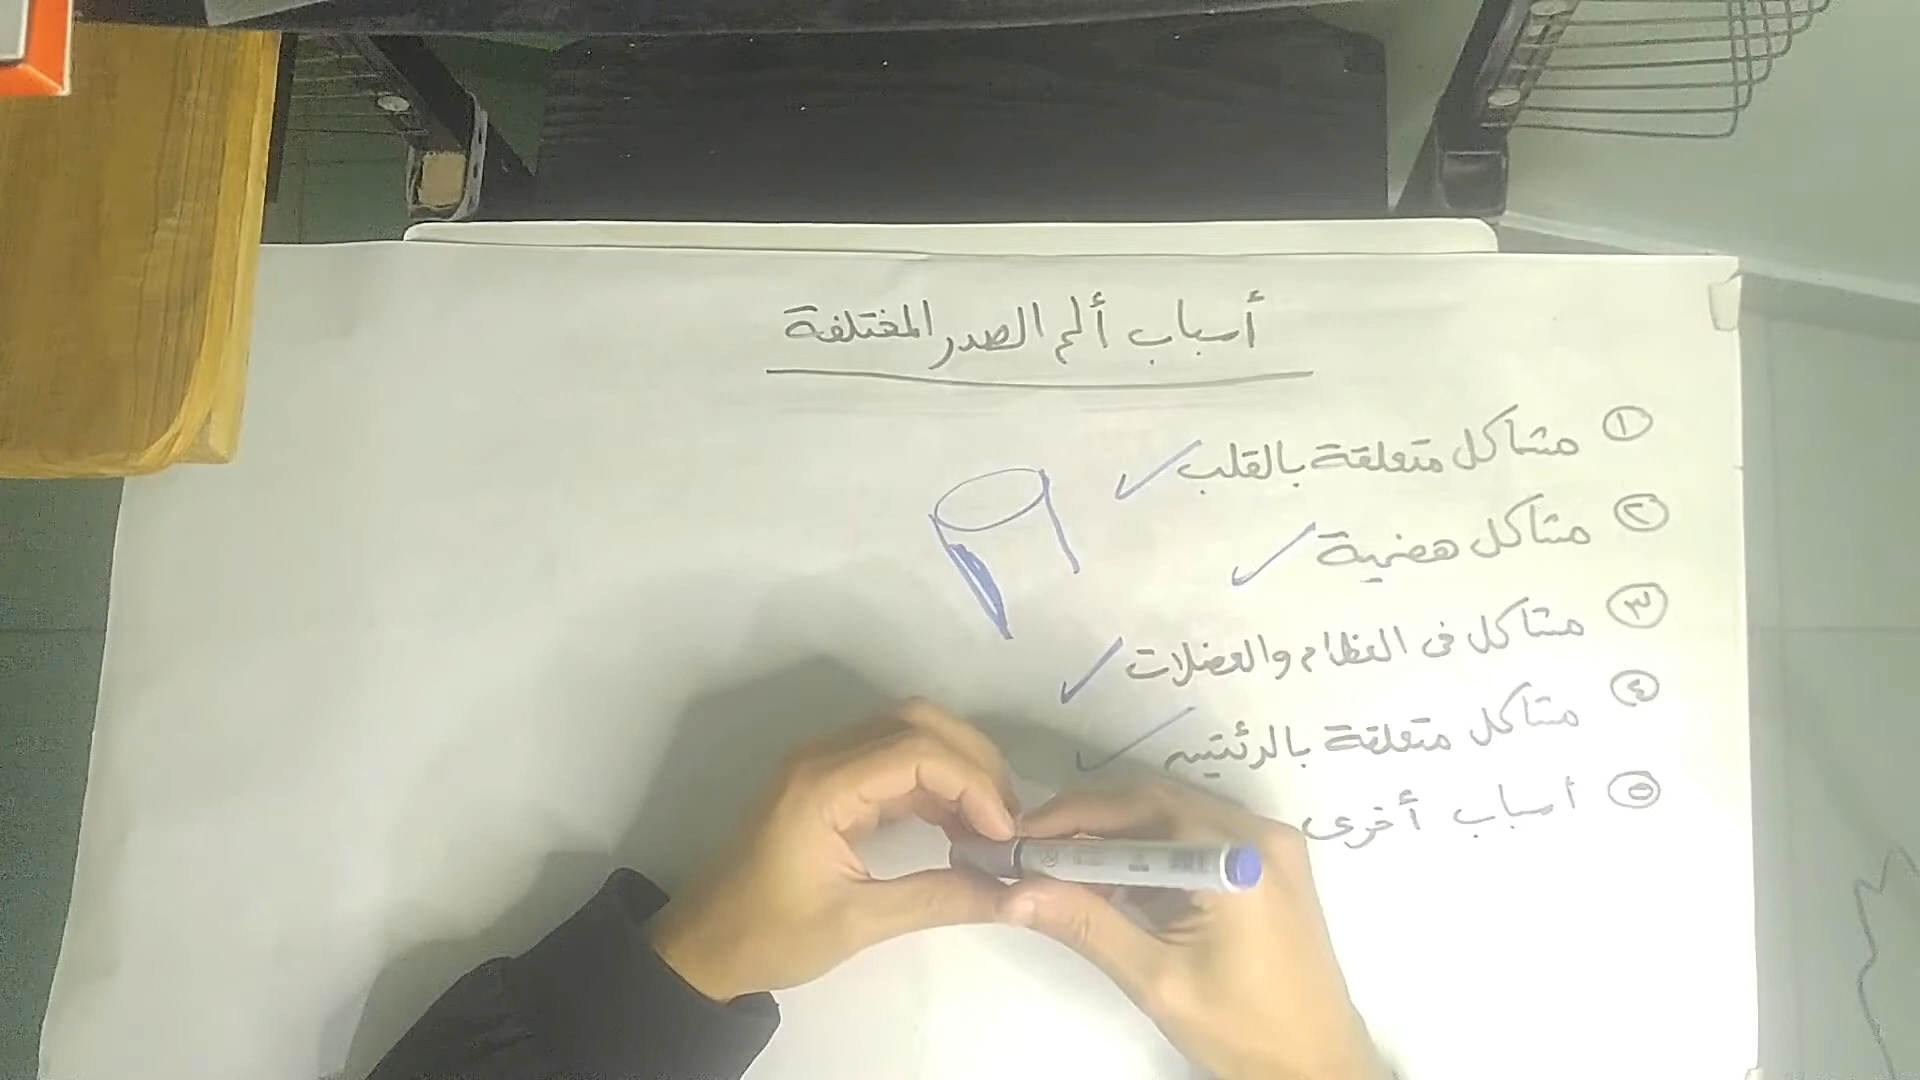 أسباب ألم الصدر المختلفة
١ مشاكل متعلقة بالقلب
٢ مشاكل هضمية
٣ مشاكل في العظام والعضلات
٤ مشاكل متعلقة بالرئتين
٥ أسباب أخرى